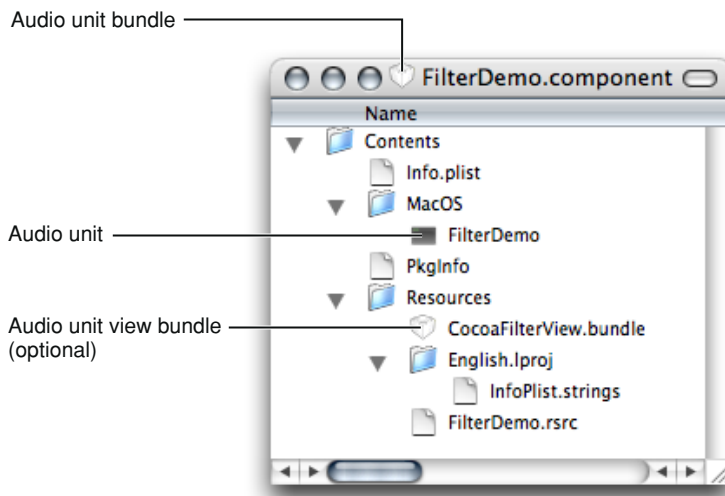 Audio unit bundle
FilterDemo.component
Name
Contents
Info.plist
MacOS
Audio unit
FilterDemo
PkgInfo
Resources
Audio unit view bundle
(optional)
CocoaFilterView.bundle
English.lproj
InfoPlist.strings
FilterDemo.rsrc